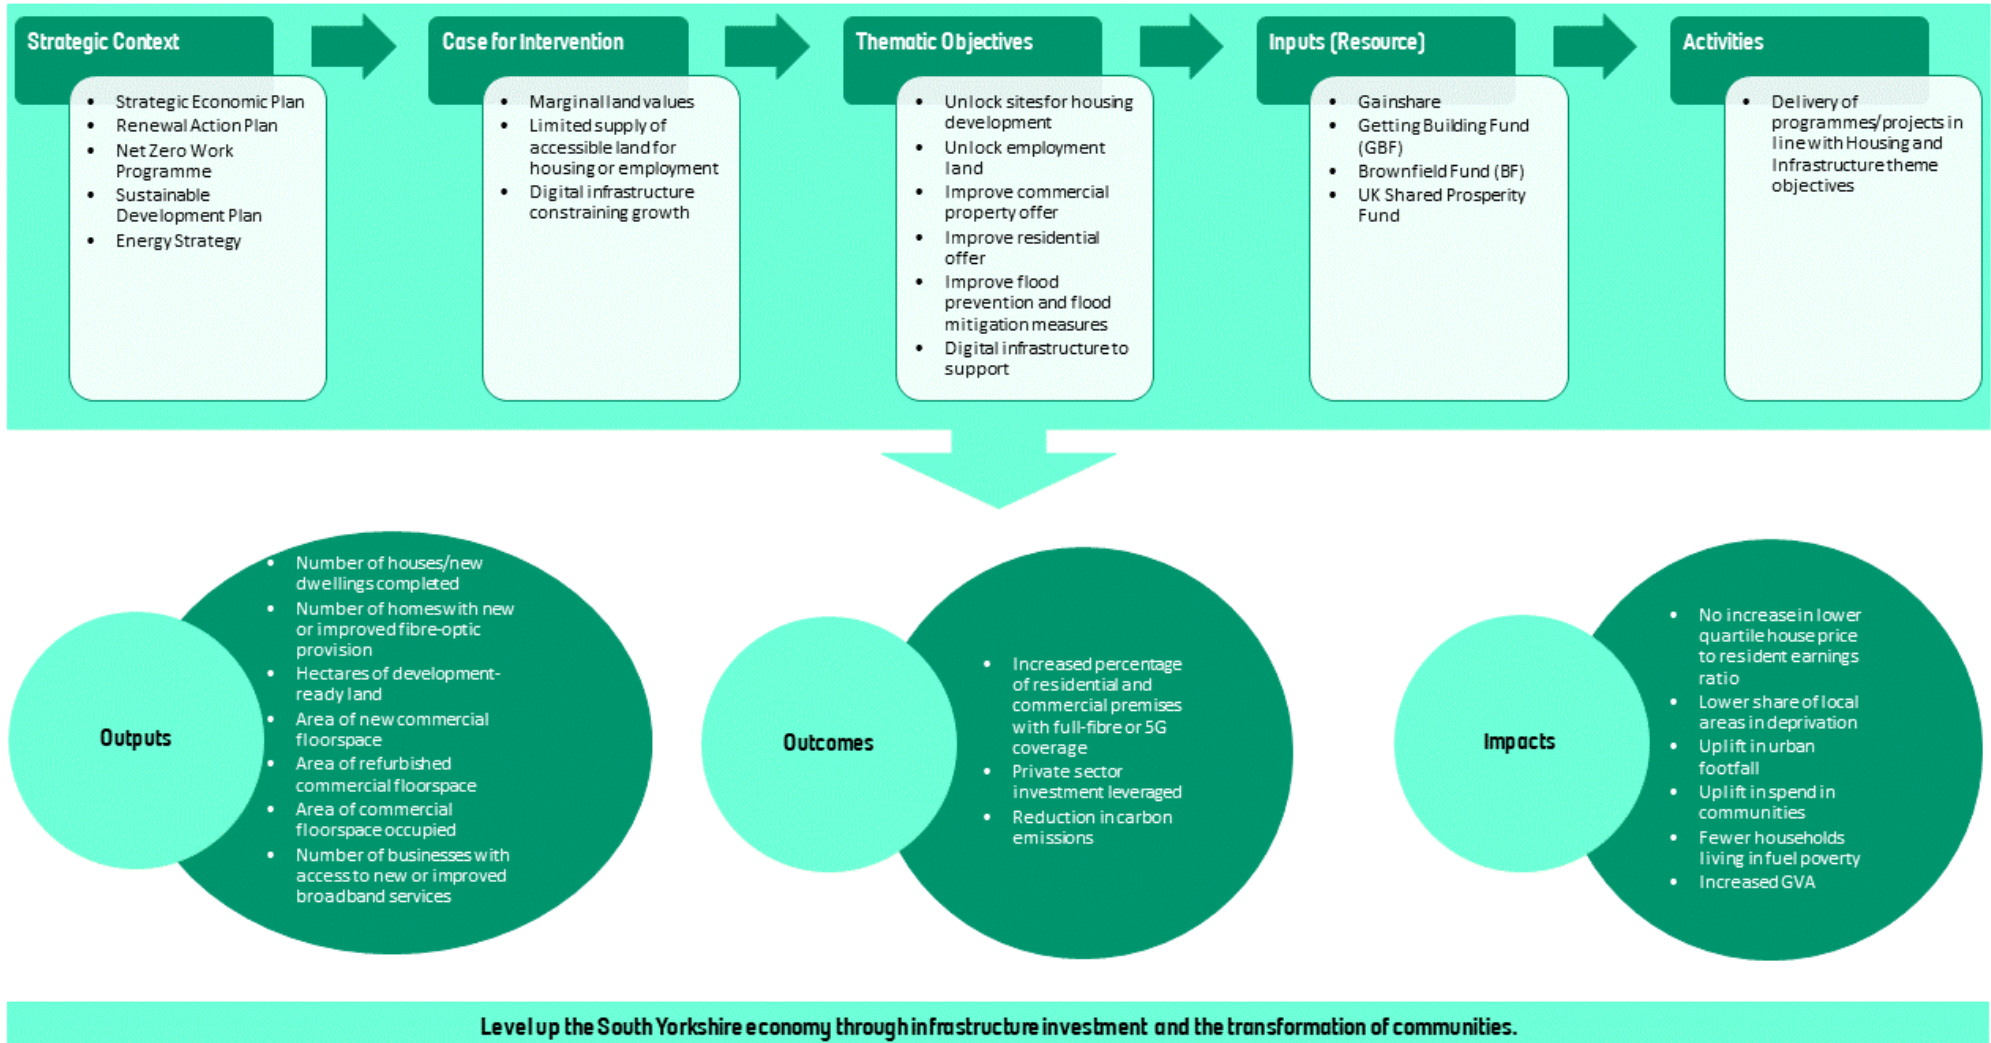 Strategic Context
• Strategic Economic Plan
• Renewal Action Plan
• Net Zero Work
Programme
• Sustainable
Development Plan
• Energy Strategy
Case for Intervention
• Marginal land values
• Limited supply of
accessible land for
housing or employment
• Digital infrastructure
constraining growth
Thematic Objectives
• Unlock sites for housing
development
• Unlock employment
land
• Improve commercial
property offer
• Improve residential
offer
• Improve flood
prevention and flood
mitigation measures
• Digital infrastructure to
support
Inputs (Resource)
• Gainshare
• Getting Building Fund
(GBF)
• Brownfield Fund (BF)
• UK Shared Prosperity
Fund
Activities
• Delivery of
programmes/projects in
line with Housing and
Infrastructure theme
objectives
Outputs
• Number of houses/new
dwellings completed
• Number of homes with new
or improved fibre-optic
provision
• Hectares of development-
ready land
• Area of new commercial
floorspace
• Area of refurbished
commercial floorspace
• Area of commercial
floorspace occupied
• Number of businesses with
access to new or improved
broadband services
Outcomes
• Increased percentage
of residential and
commercial premises
with full-fibre or 5G
coverage
• Private sector
investment leveraged
• Reduction in carbon
emissions
Impacts
• No increase in lower
quartile house price
to resident earnings
ratio
• Lower share of local
areas in deprivation
• Uplift in urban
footfall
• Uplift in spend in
communities
• Fewer households
living in fuel poverty
• Increased GVA
Level up the South Yorkshire economy through infrastructure investment and the transformation of communities.